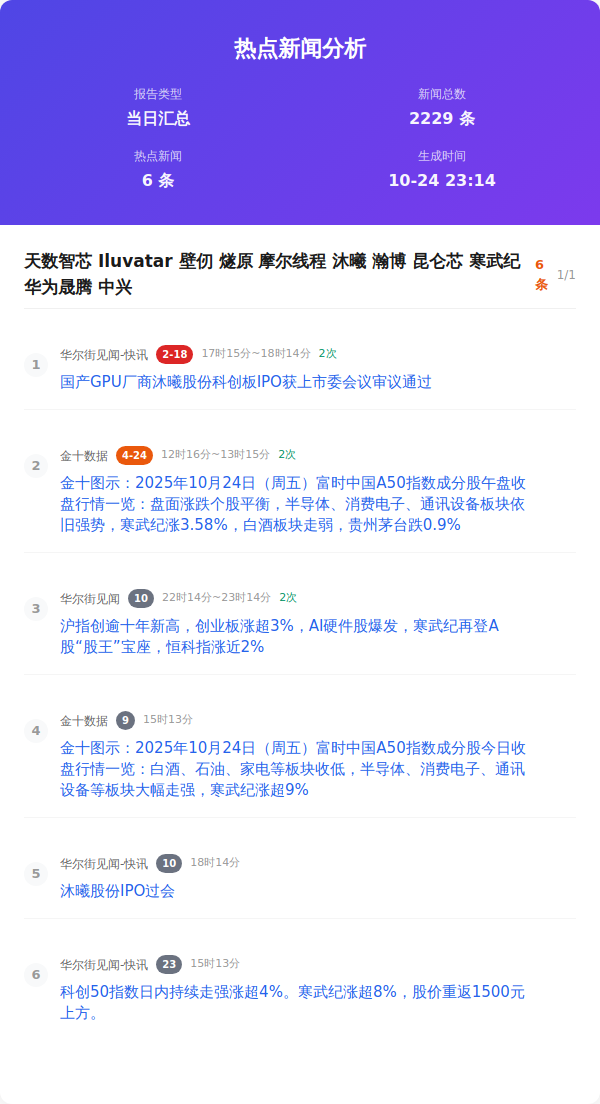 热点新闻分析
报告类型
当日汇总
新闻总数
2229 条
热点新闻
6 条
生成时间
10-24 23:14
天数智芯 Iluvatar 壁仞 燧原 摩尔线程 沐曦 瀚博 昆仑芯 寒武纪
华为晟腾 中兴
6
条
1/1
1
华尔街见闻-快讯 2-18 17时15分~18时14分 2次
国产GPU厂商沐曦股份科创板IPO获上市委会议审议通过
2
金十数据 4-24 12时16分~13时15分 2次
金十图示：2025年10月24日（周五）富时中国A50指数成分股午盘收
盘行情一览：盘面涨跌个股平衡，半导体、消费电子、通讯设备板块依
旧强势，寒武纪涨3.58%，白酒板块走弱，贵州茅台跌0.9%
3
华尔街见闻 10 22时14分~23时14分 2次
沪指创逾十年新高，创业板涨超3%，AI硬件股爆发，寒武纪再登A
股“股王”宝座，恒科指涨近2%
4
金十数据 9 15时13分
金十图示：2025年10月24日（周五）富时中国A50指数成分股今日收
盘行情一览：白酒、石油、家电等板块收低，半导体、消费电子、通讯
设备等板块大幅走强，寒武纪涨超9%
5
华尔街见闻-快讯 10 18时14分
沐曦股份IPO过会
6
华尔街见闻-快讯 23 15时13分
科创50指数日内持续走强涨超4%。寒武纪涨超8%，股价重返1500元
上方。